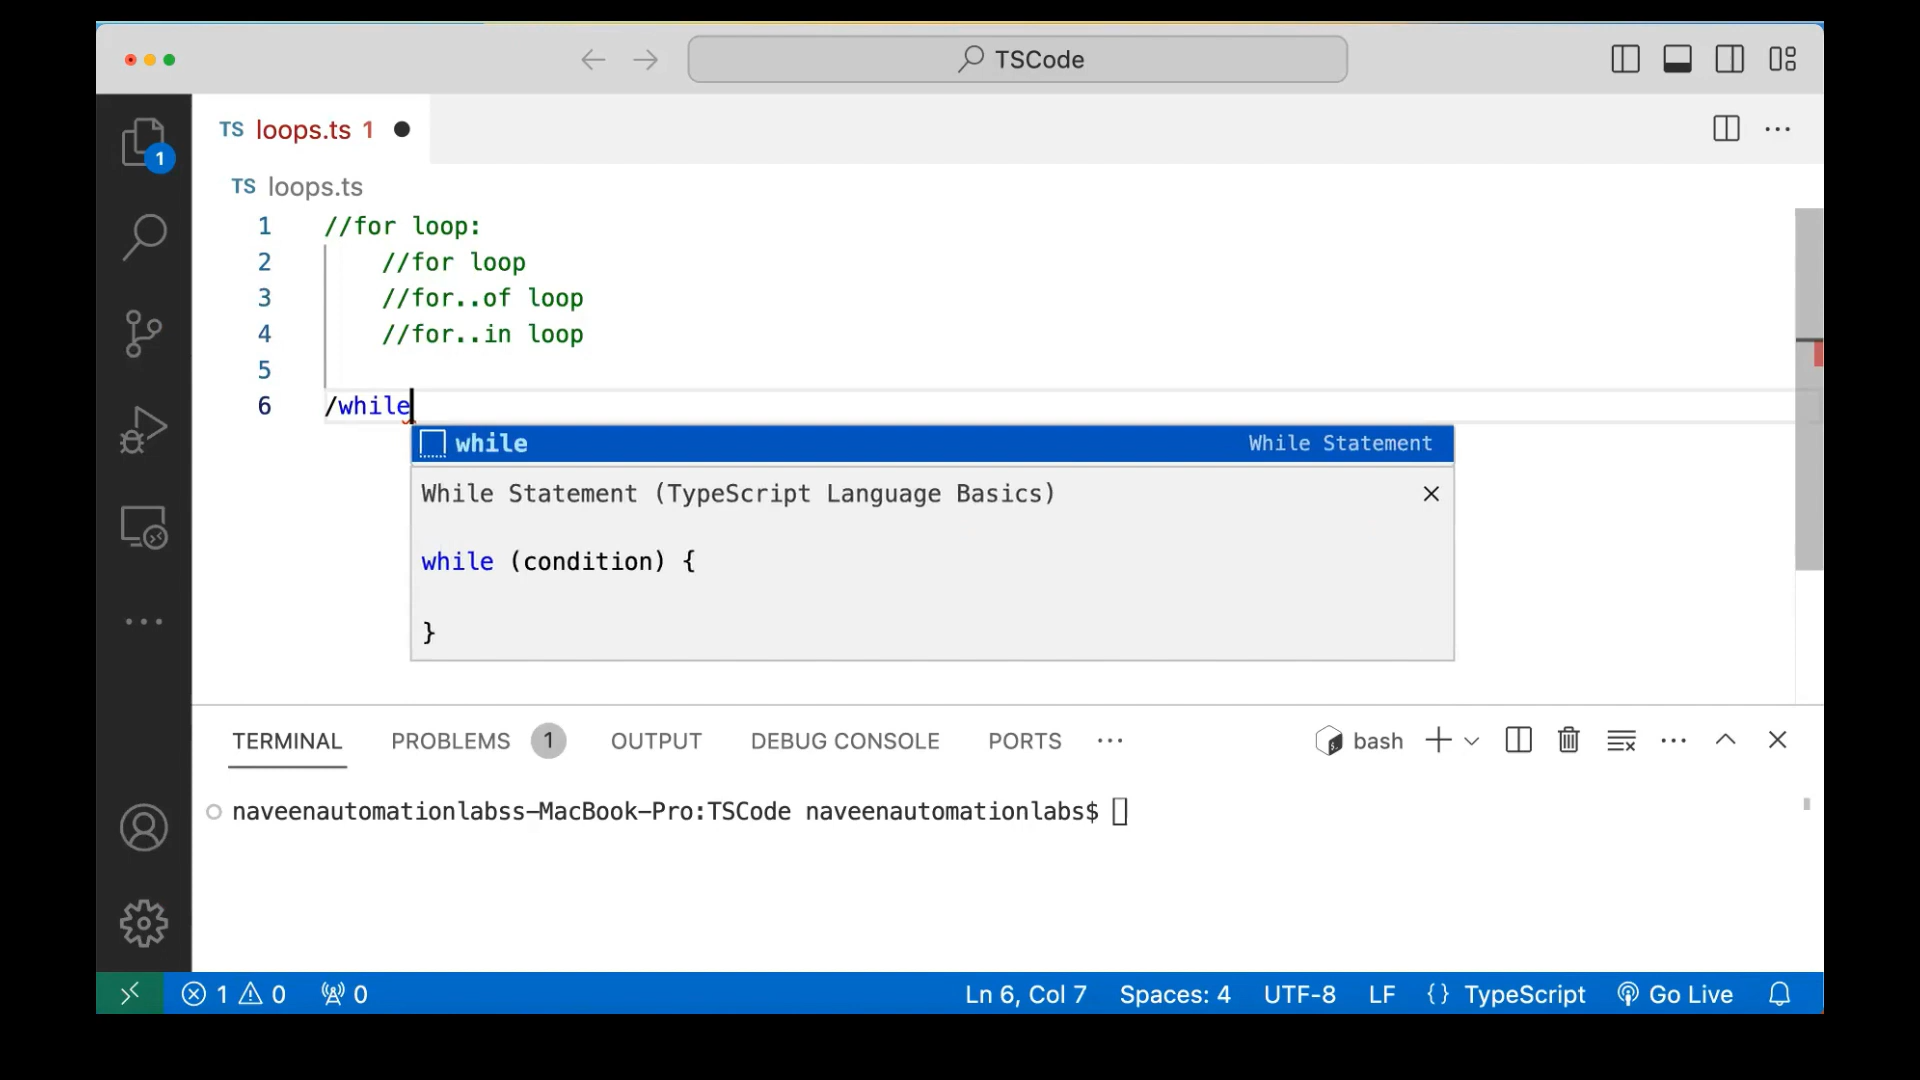 TSCode
TS loops.ts 1
1
TS loops.ts
1 //for loop:
2 //for loop
3 //for..of loop
4 //for..in loop
5
6 /while
while While Statement
While Statement (TypeScript Language Basics)
while (condition) {
}
TERMINAL PROBLEMS 1 OUTPUT DEBUG CONSOLE PORTS bash
naveenautomationlabss-MacBook-Pro:TSCode naveenautomationlabs$
1 0 0 Ln 6, Col 7 Spaces: 4 UTF-8 LF {} TypeScript Go Live